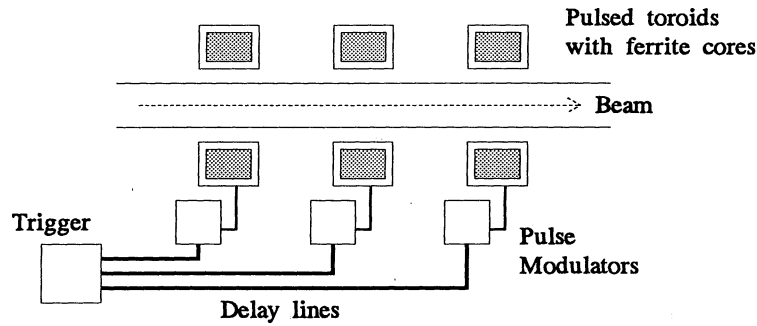 Pulsed toroids
with ferrite cores
Beam
Trigger
Pulse
Modulators
Delay lines